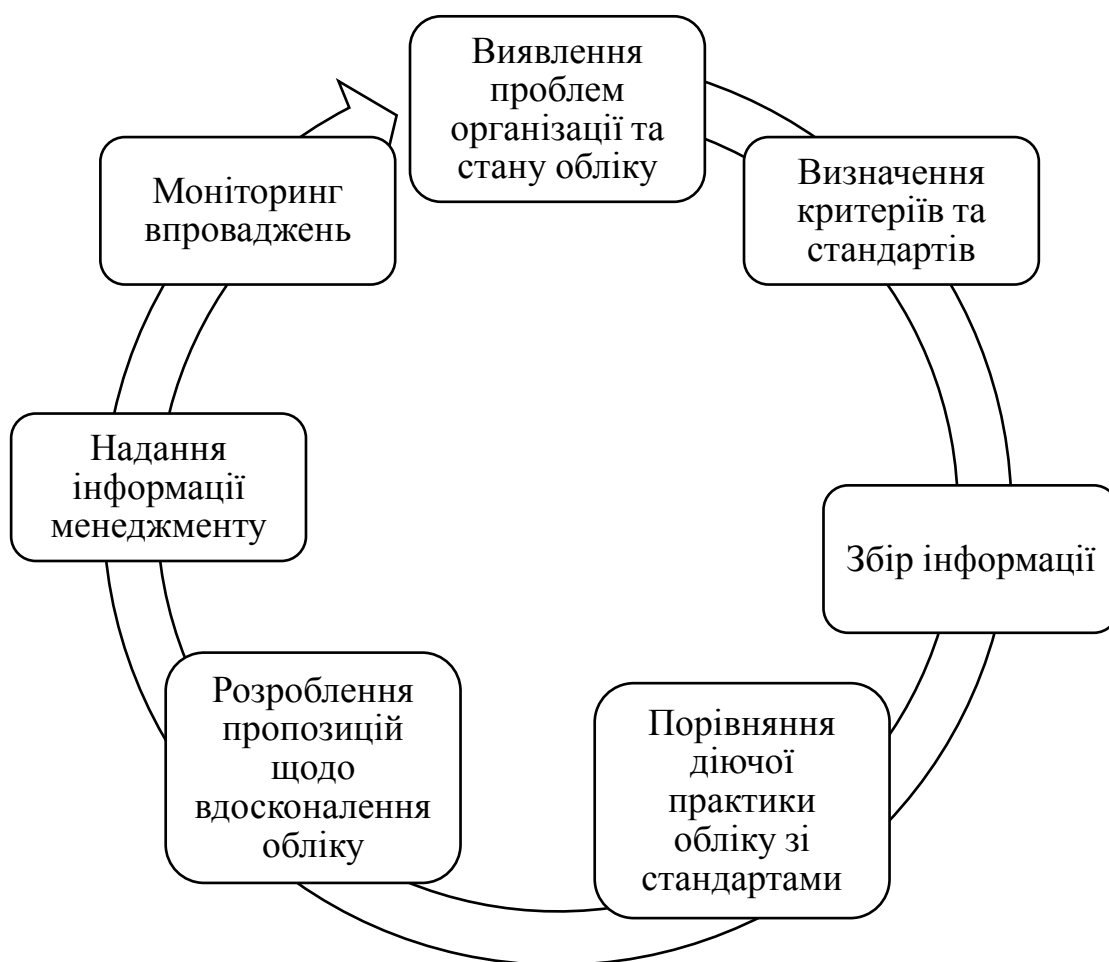 Виявлення
проблем
організації та
стану обліку
Визначення
критеріїв та
стандартів
Збір інформації
Порівняння
діючої
практики
обліку зі
стандартами
Розроблення
пропозицій
щодо
вдосконалення
обліку
Надання
інформації
менеджменту
Моніторинг
впроваджень